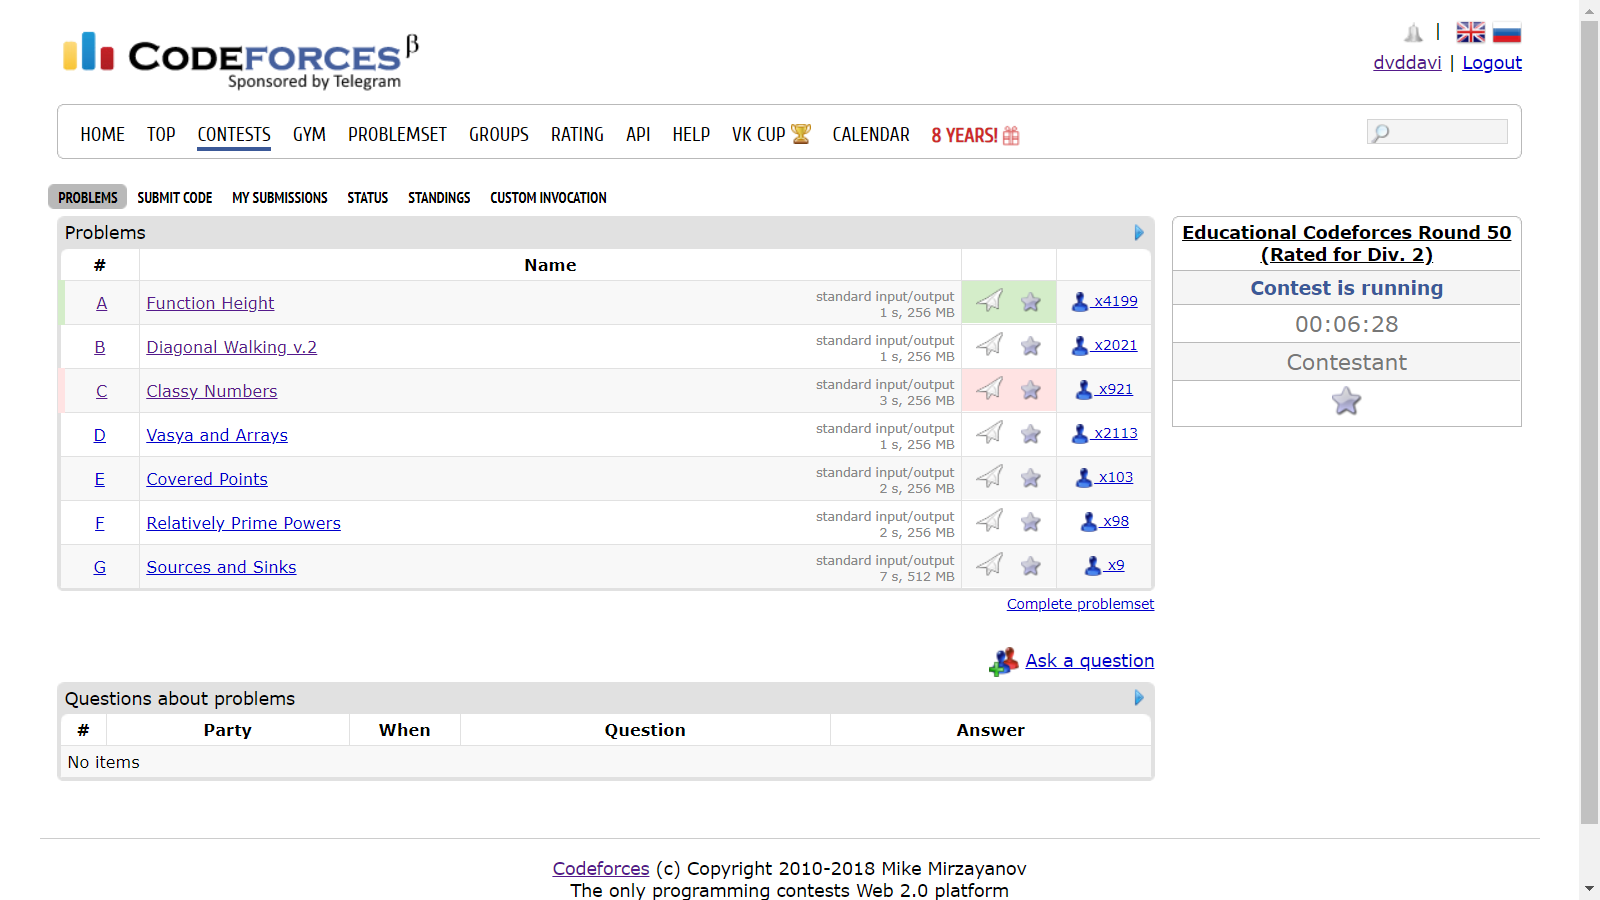 CODEFORCES β
Sponsored by Telegram
|
dvddavi | Logout
HOME TOP CONTESTS GYM PROBLEMSET GROUPS RATING API HELP VK CUP CALENDAR 8 YEARS!
PROBLEMS SUBMIT CODE MY SUBMISSIONS STATUS STANDINGS CUSTOM INVOCATION
Problems
# Name
A Function Height standard input/output
1 s, 256 MB
x4199
B Diagonal Walking v.2 standard input/output
1 s, 256 MB
x2021
C Classy Numbers standard input/output
3 s, 256 MB
x921
D Vasya and Arrays standard input/output
1 s, 256 MB
x2113
E Covered Points standard input/output
2 s, 256 MB
x103
F Relatively Prime Powers standard input/output
2 s, 256 MB
x98
G Sources and Sinks standard input/output
7 s, 512 MB
x9
Complete problemset
Educational Codeforces Round 50
(Rated for Div. 2)
Contest is running
00:06:28
Contestant
Ask a question
Questions about problems
# Party When Question Answer
No items
Codeforces (c) Copyright 2010-2018 Mike Mirzayanov
The only programming contests Web 2.0 platform